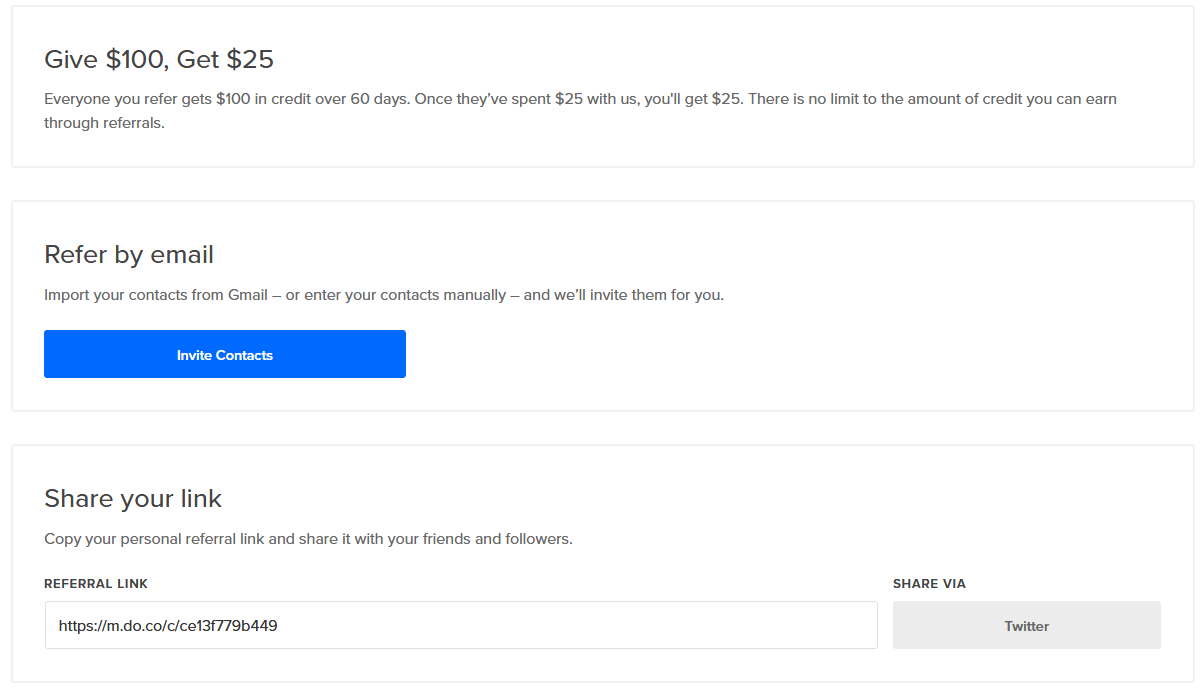 Give $100, Get $25
Everyone you refer gets $100 in credit over 60 days. Once they’ve spent $25 with us, you'll get $25. There is no limit to the amount of credit you can earn
through referrals.
Refer by email
Import your contacts from Gmail – or enter your contacts manually – and we’ll invite them for you.
Invite Contacts
Share your link
Copy your personal referral link and share it with your friends and followers.
REFERRAL LINK
SHARE VIA
https://m.do.co/c/ce13f779b449
Twitter